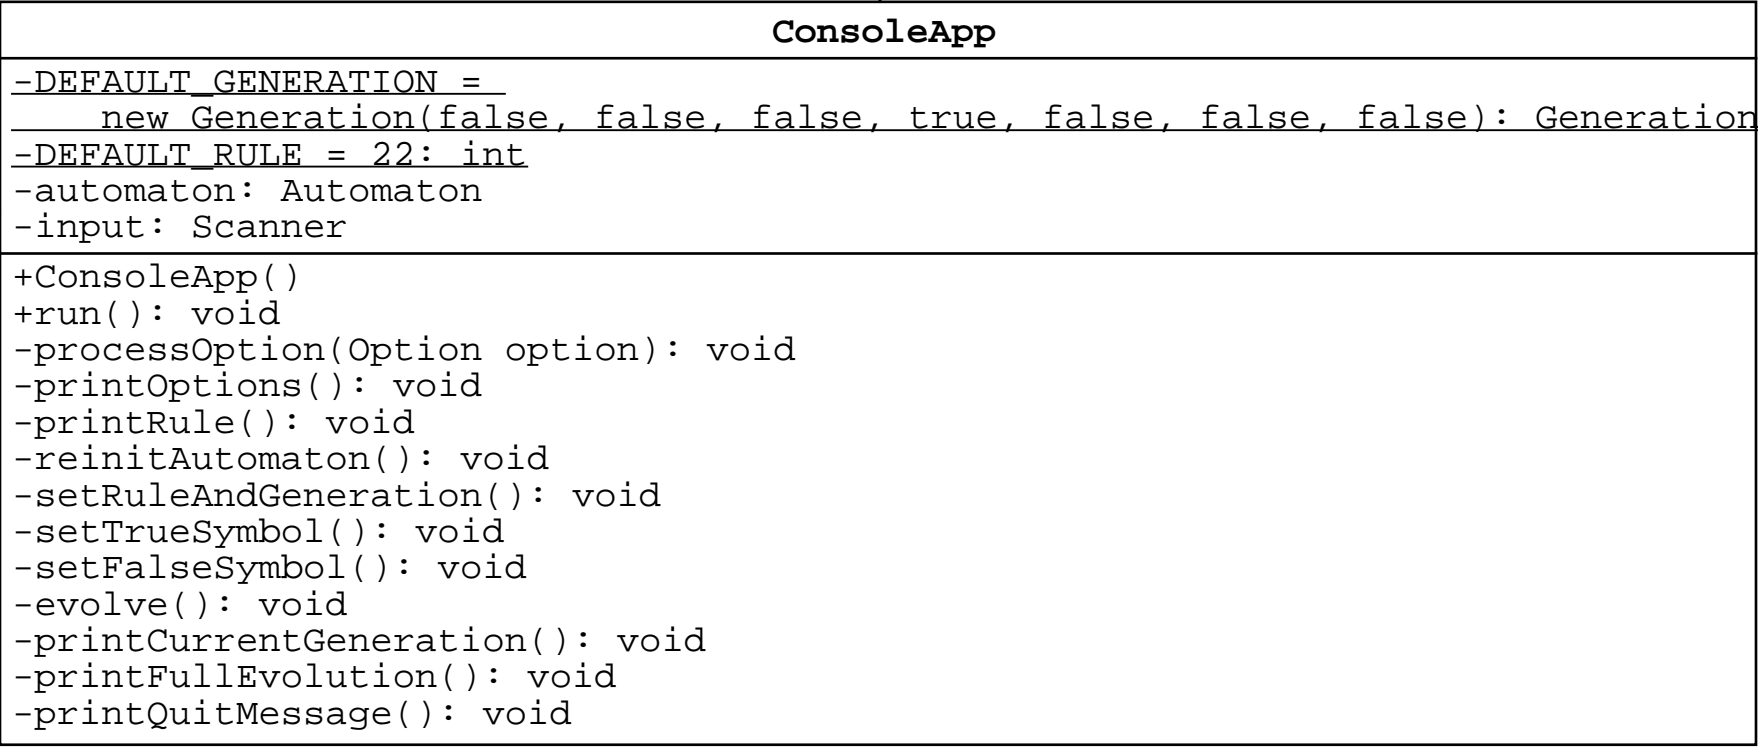 ConsoleApp
-DEFAULT_GENERATION =
new Generation(false, false, false, true, false, false, false): Generation
-DEFAULT_RULE = 22: int
-automaton: Automaton
-input: Scanner
+ConsoleApp()
+run(): void
-processOption(Option option): void
-printOptions(): void
-printRule(): void
-reinitAutomaton(): void
-setRuleAndGeneration(): void
-setTrueSymbol(): void
-setFalseSymbol(): void
-evolve(): void
-printCurrentGeneration(): void
-printFullEvolution(): void
-printQuitMessage(): void